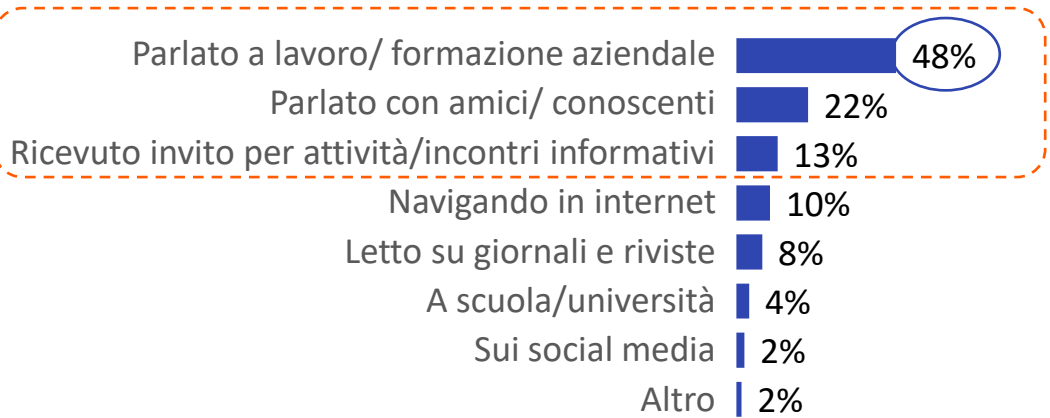 Parlato a lavoro/ formazione aziendale 48%
Parlato con amici/ conoscenti 22%
Ricevuto invito per attività/incontri informativi 13%
Navigando in internet 10%
Letto su giornali e riviste 8%
A scuola/università 4%
Sui social media 2%
Altro 2%